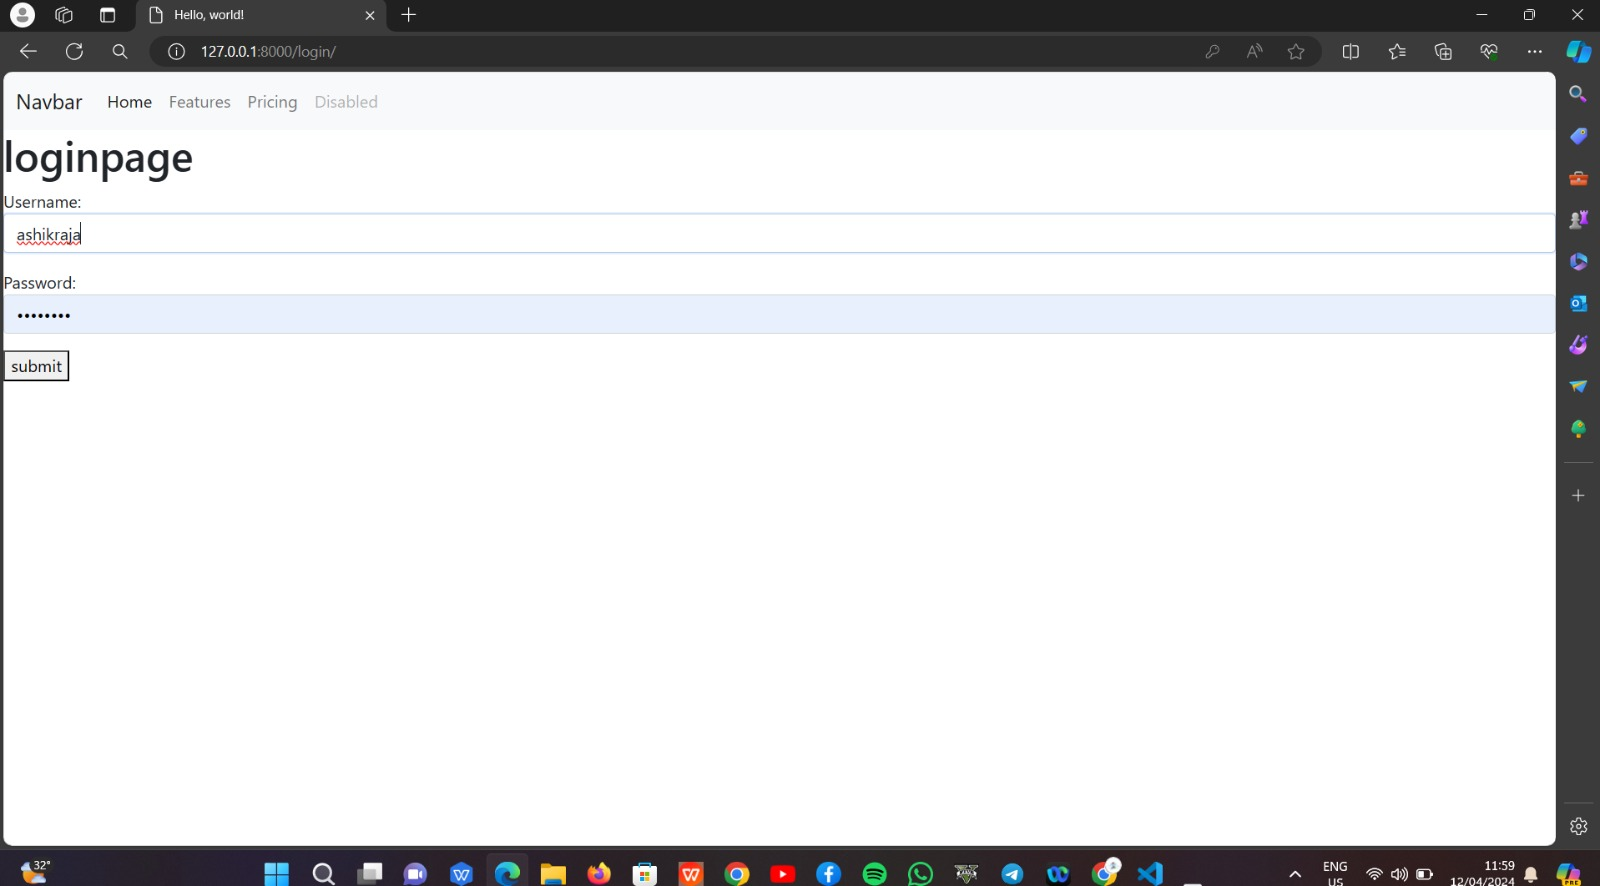 Hello, world!
127.0.0.1:8000/login/
Navbar Home Features Pricing Disabled
loginpage
Username:
ashikraja
Password:
••••••••
submit
32°
ENG
US
11:59
12/04/2024
PRE